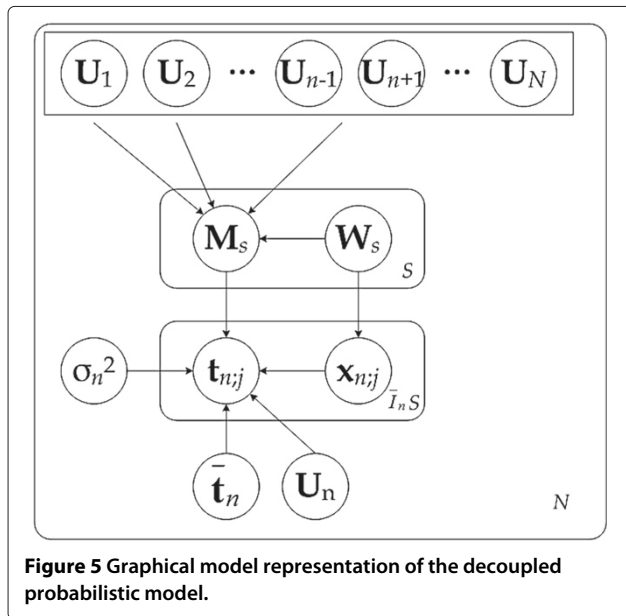 U1 U2 ... Un-1 Un+1 ... UN
Ms Ws
S
σn² tn;j xn;j
ĪnS
t̄n Un
N
Figure 5 Graphical model representation of the decoupled
probabilistic model.